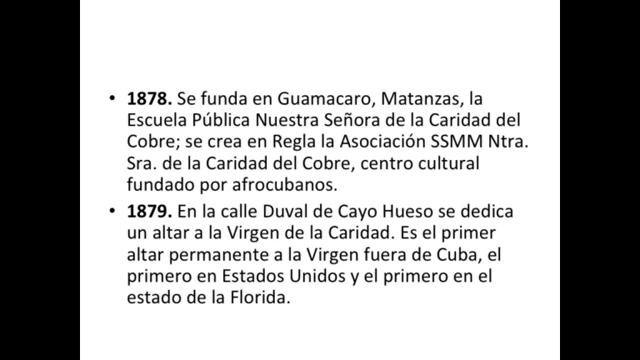 • 1878. Se funda en Guamacaro, Matanzas, la
Escuela Pública Nuestra Señora de la Caridad del
Cobre; se crea en Regla la Asociación SSMM Ntra.
Sra. de la Caridad del Cobre, centro cultural
fundado por afrocubanos.
• 1879. En la calle Duval de Cayo Hueso se dedica
un altar a la Virgen de la Caridad. Es el primer
altar permanente a la Virgen fuera de Cuba, el
primero en Estados Unidos y el primero en el
estado de la Florida.